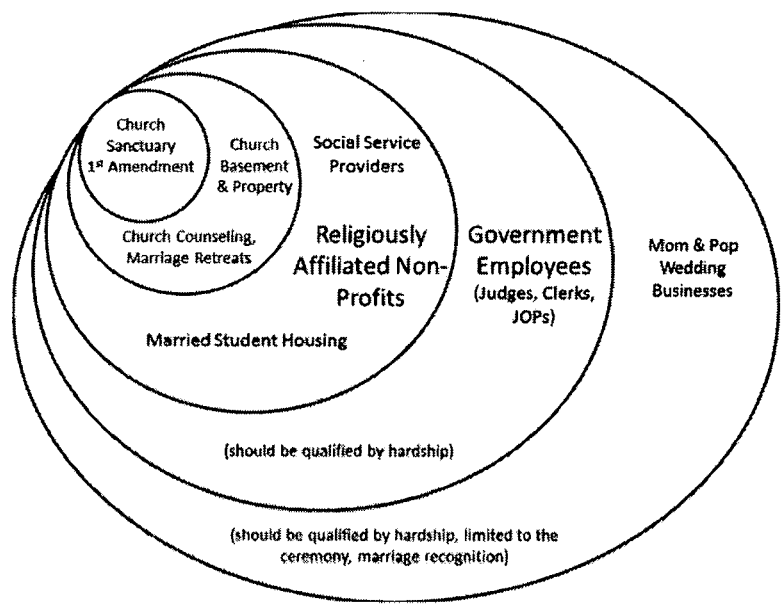 Church
Sanctuary
1st Amendment
Church
Basement
& Property
Church Counseling,
Marriage Retreats
Social Service
Providers
Religiously
Affiliated Non-
Profits
Married Student Housing
Government
Employees
(Judges, Clerks,
JOPs)
(should be qualified by hardship)
Mom & Pop
Wedding
Businesses
(should be qualified by hardship, limited to the
ceremony, marriage recognition)